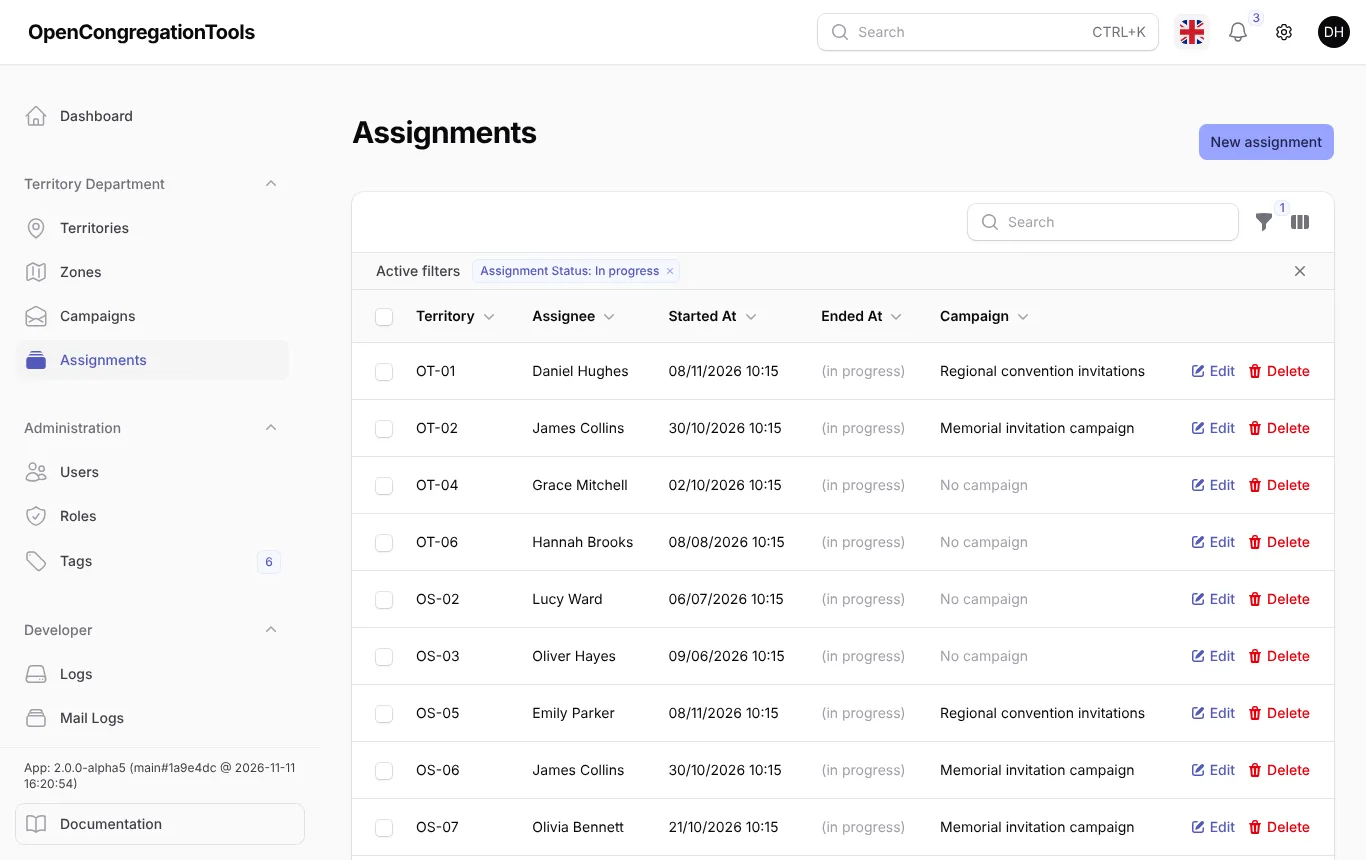 OpenCongregationTools
Search CTRL+K
3
DH
Dashboard
Territory Department
Territories
Zones
Campaigns
Assignments
Administration
Users
Roles
Tags 6
Developer
Logs
Mail Logs
App: 2.0.0-alpha5 (main#1a9e4dc @ 2026-11-11
16:20:54)
Documentation
Assignments
New assignment
Search
1
Active filters Assignment Status: In progress ×
Territory Assignee Started At Ended At Campaign
OT-01 Daniel Hughes 08/11/2026 10:15 (in progress) Regional convention invitations Edit Delete
OT-02 James Collins 30/10/2026 10:15 (in progress) Memorial invitation campaign Edit Delete
OT-04 Grace Mitchell 02/10/2026 10:15 (in progress) No campaign Edit Delete
OT-06 Hannah Brooks 08/08/2026 10:15 (in progress) No campaign Edit Delete
OS-02 Lucy Ward 06/07/2026 10:15 (in progress) No campaign Edit Delete
OS-03 Oliver Hayes 09/06/2026 10:15 (in progress) No campaign Edit Delete
OS-05 Emily Parker 08/11/2026 10:15 (in progress) Regional convention invitations Edit Delete
OS-06 James Collins 30/10/2026 10:15 (in progress) Memorial invitation campaign Edit Delete
OS-07 Olivia Bennett 21/10/2026 10:15 (in progress) Memorial invitation campaign Edit Delete